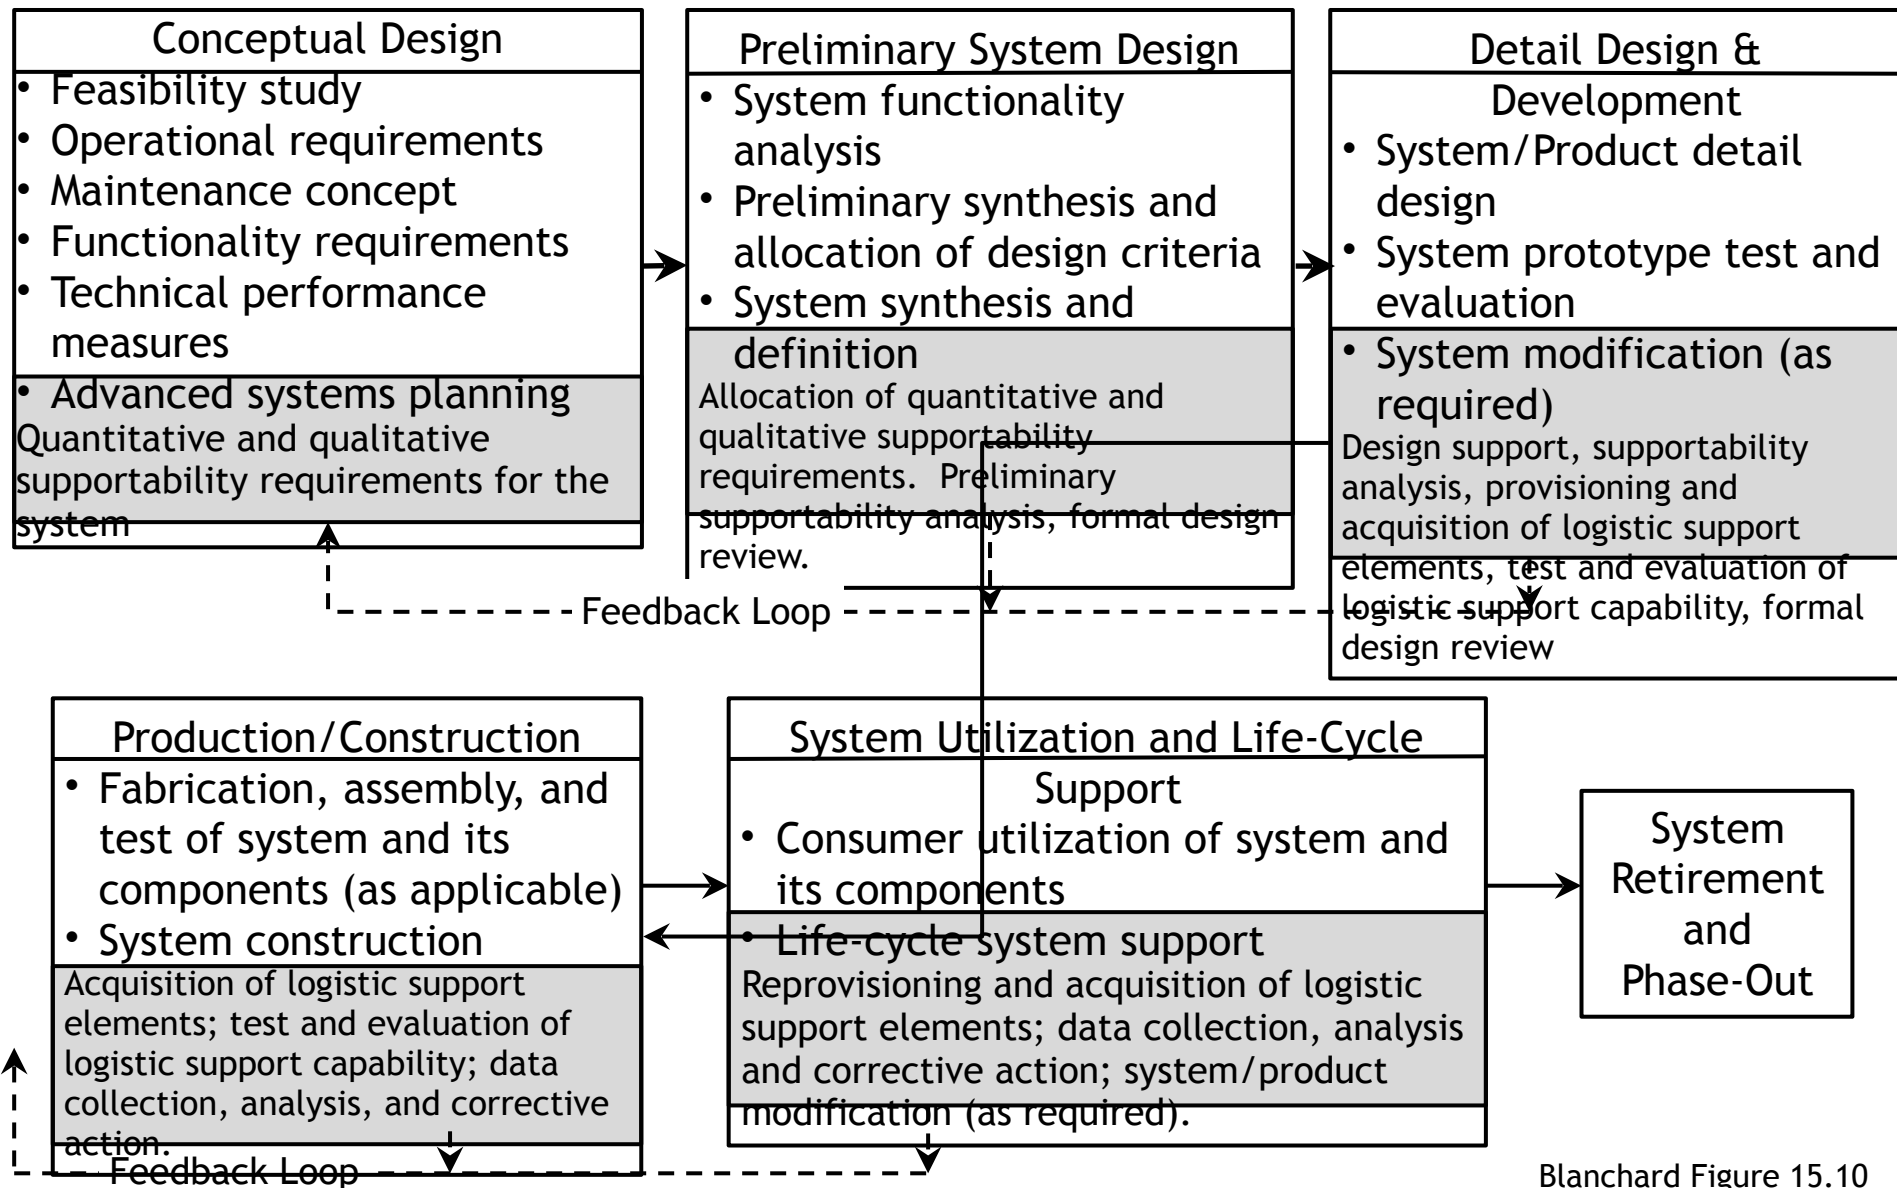 Conceptual Design
• Feasibility study
• Operational requirements
• Maintenance concept
• Functionality requirements
• Technical performance
measures
• Advanced systems planning
Quantitative and qualitative
supportability requirements for the
system
Preliminary System Design
• System functionality
analysis
• Preliminary synthesis and
allocation of design criteria
• System synthesis and
definition
Allocation of quantitative and
qualitative supportability
requirements.  Preliminary
supportability analysis, formal design
review.
Detail Design &
Development
• System/Product detail
design
• System prototype test and
evaluation
• System modification (as
required)
Design support, supportability
analysis, provisioning and
acquisition of logistic support
elements, test and evaluation of
logistic support capability, formal
design review
Feedback Loop
Production/Construction
• Fabrication, assembly, and
test of system and its
components (as applicable)
• System construction
Acquisition of logistic support
elements; test and evaluation of
logistic support capability; data
collection, analysis, and corrective
action.
Feedback Loop
System Utilization and Life-Cycle
Support
• Consumer utilization of system and
its components
• Life-cycle system support
Reprovisioning and acquisition of logistic
support elements; data collection, analysis
and corrective action; system/product
modification (as required).
System
Retirement
and
Phase-Out
Blanchard Figure 15.10